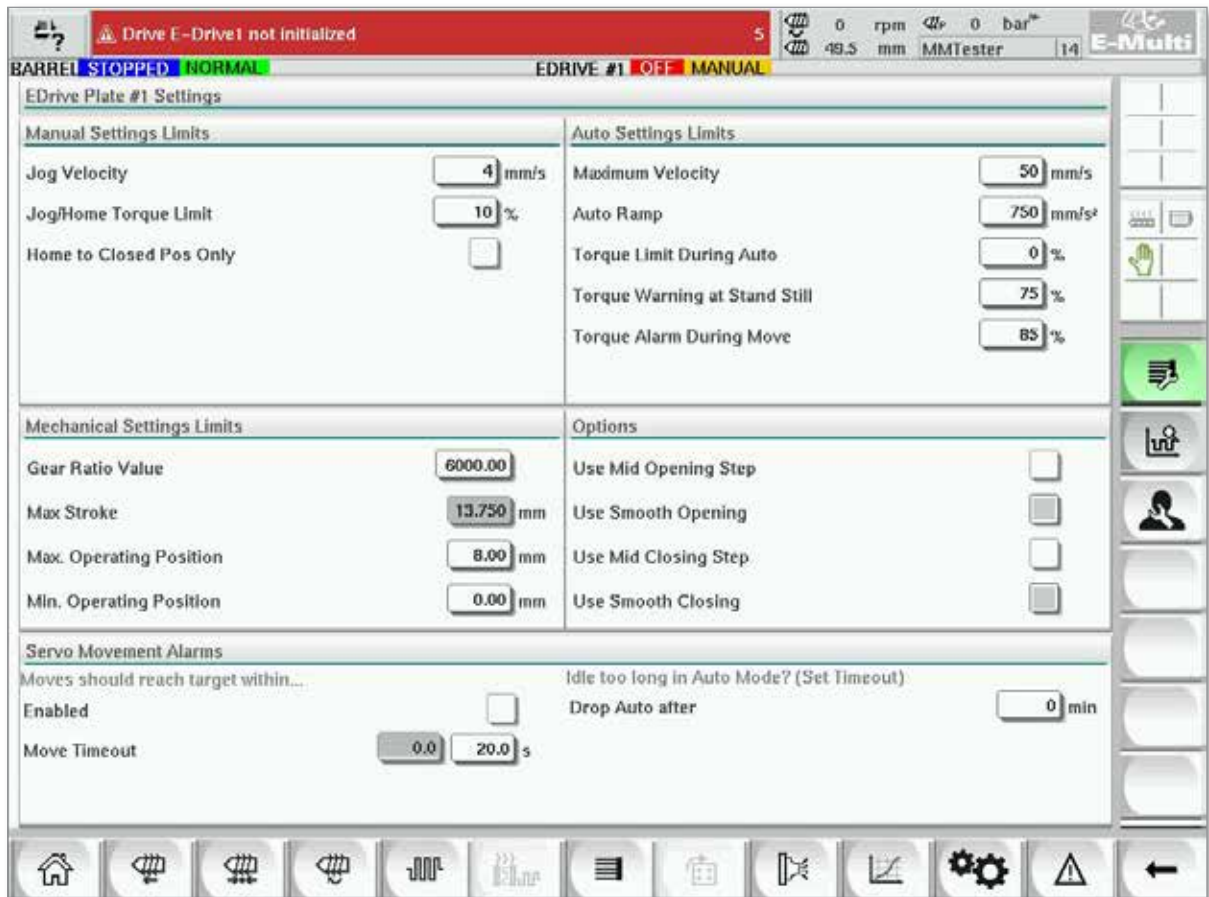 Drive E-Drive1 not initialized 5
0 rpm 0 bar
49.5 mm MMTester 14
E-Multi
BARREL STOPPED NORMAL EDRIVE #1 OFF MANUAL
EDrive Plate #1 Settings
Manual Settings Limits
Jog Velocity 4 mm/s
Jog/Home Torque Limit 10 %
Home to Closed Pos Only
Auto Settings Limits
Maximum Velocity 50 mm/s
Auto Ramp 750 mm/s²
Torque Limit During Auto 0 %
Torque Warning at Stand Still 75 %
Torque Alarm During Move 85 %
Mechanical Settings Limits
Gear Ratio Value 6000.00
Max Stroke 13.750 mm
Max. Operating Position 8.00 mm
Min. Operating Position 0.00 mm
Options
Use Mid Opening Step
Use Smooth Opening
Use Mid Closing Step
Use Smooth Closing
Servo Movement Alarms
Moves should reach target within...
Enabled
Move Timeout 0.0 20.0 s
Idle too long in Auto Mode? (Set Timeout)
Drop Auto after 0 min